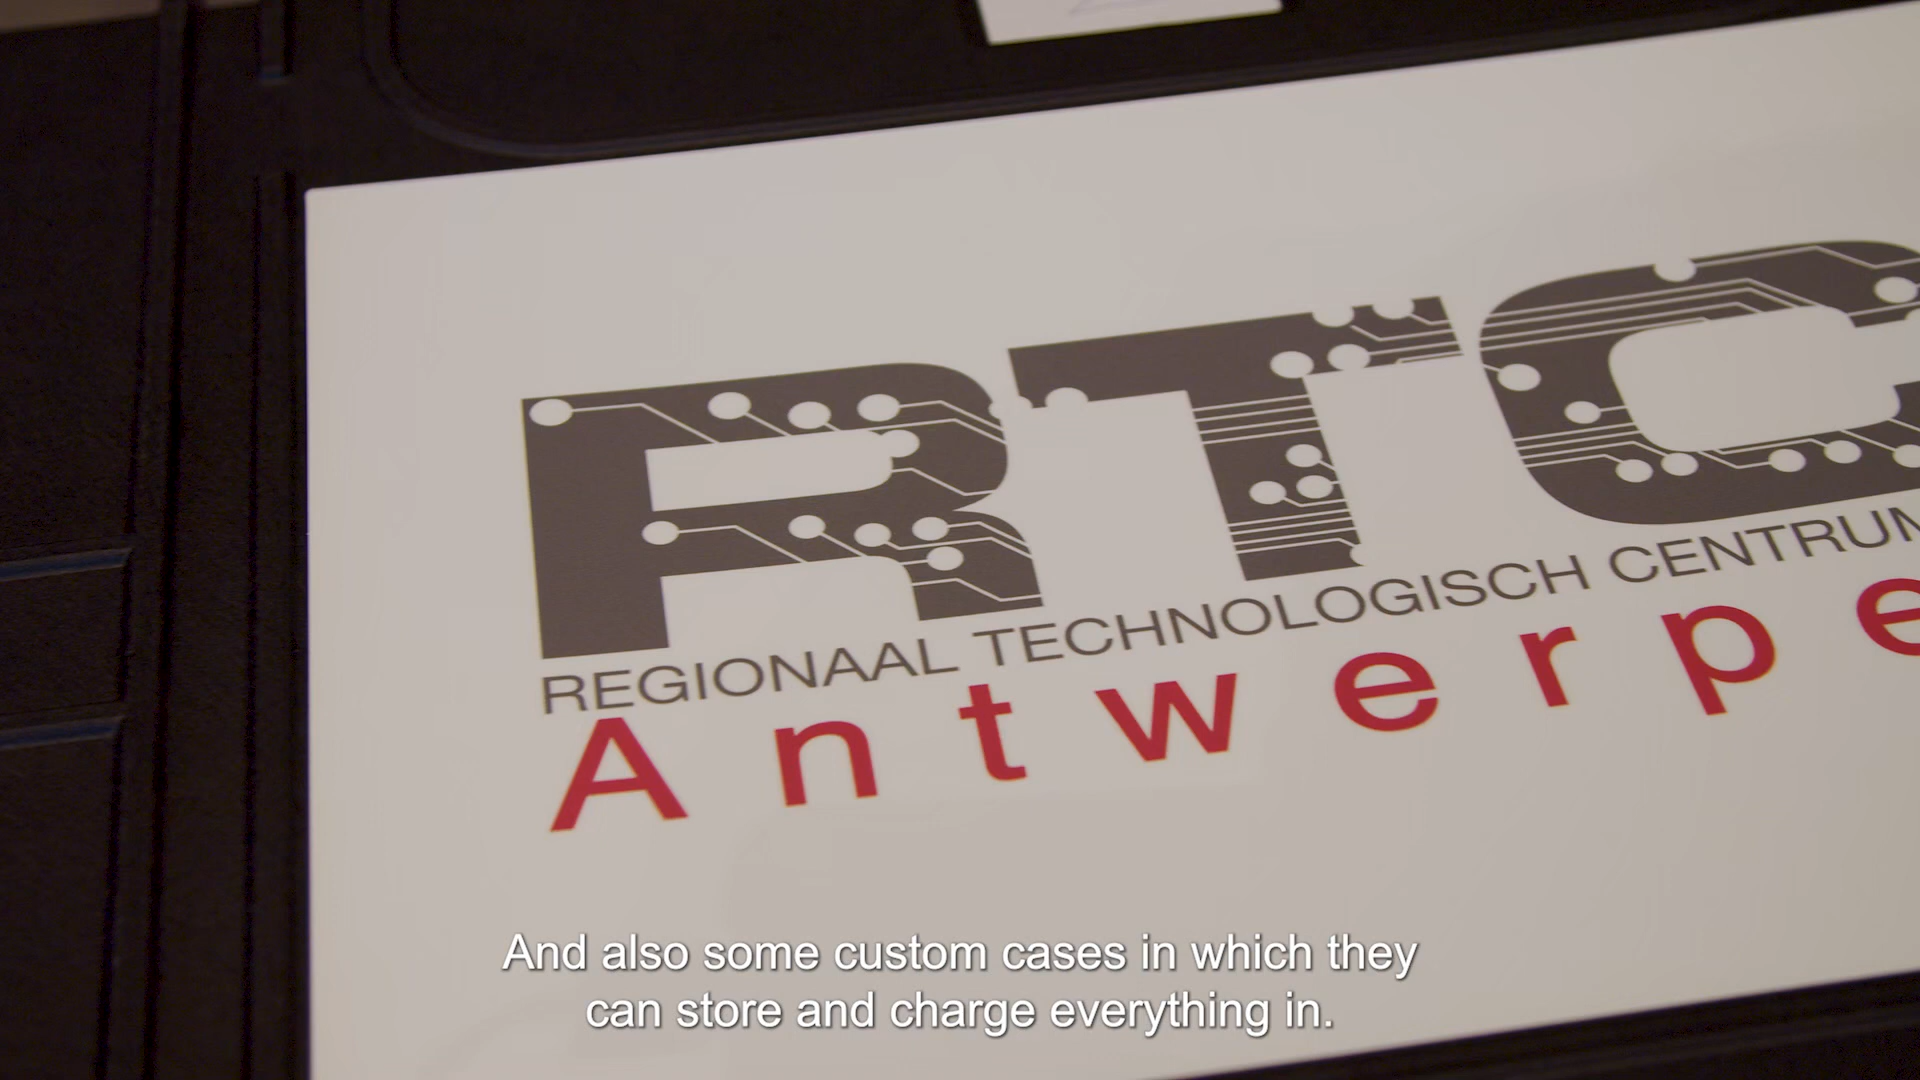 RTC
REGIONAAL TECHNOLOGISCH CENTRUM
Antwerpe
And also some custom cases in which they
can store and charge everything in.